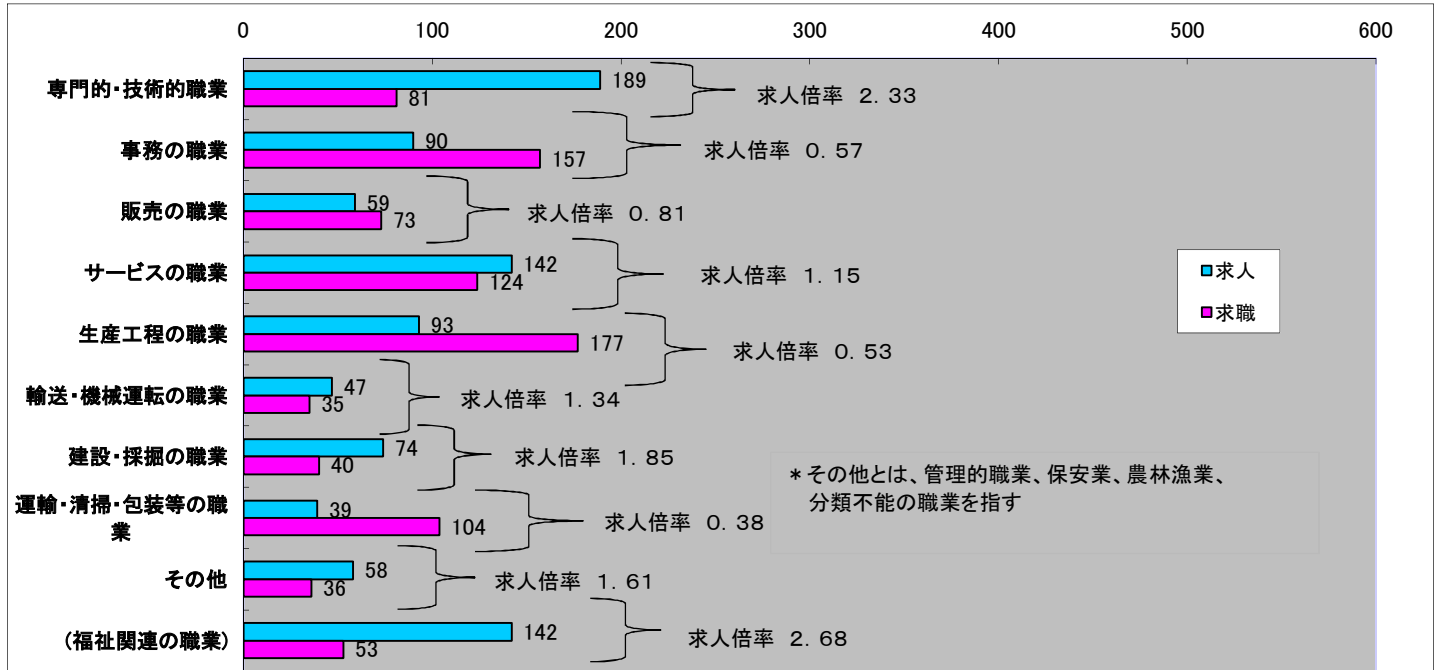 0 100 200 300 400 500 600
専門的・技術的職業 189 81 求人倍率 2．33
事務の職業 90 157 求人倍率 0．57
販売の職業 59 73 求人倍率 0．81
サービスの職業 142 124 求人倍率 1．15
生産工程の職業 93 177 求人倍率 0．53
輸送・機械運転の職業 47 35 求人倍率 1．34
建設・採掘の職業 74 40 求人倍率 1．85
運輸・清掃・包装等の職
業 39 104 求人倍率 0．38
その他 58 36 求人倍率 1．61
(福祉関連の職業) 142 53 求人倍率 2．68
求人
求職
＊その他とは、管理的職業、保安業、農林漁業、
分類不能の職業を指す